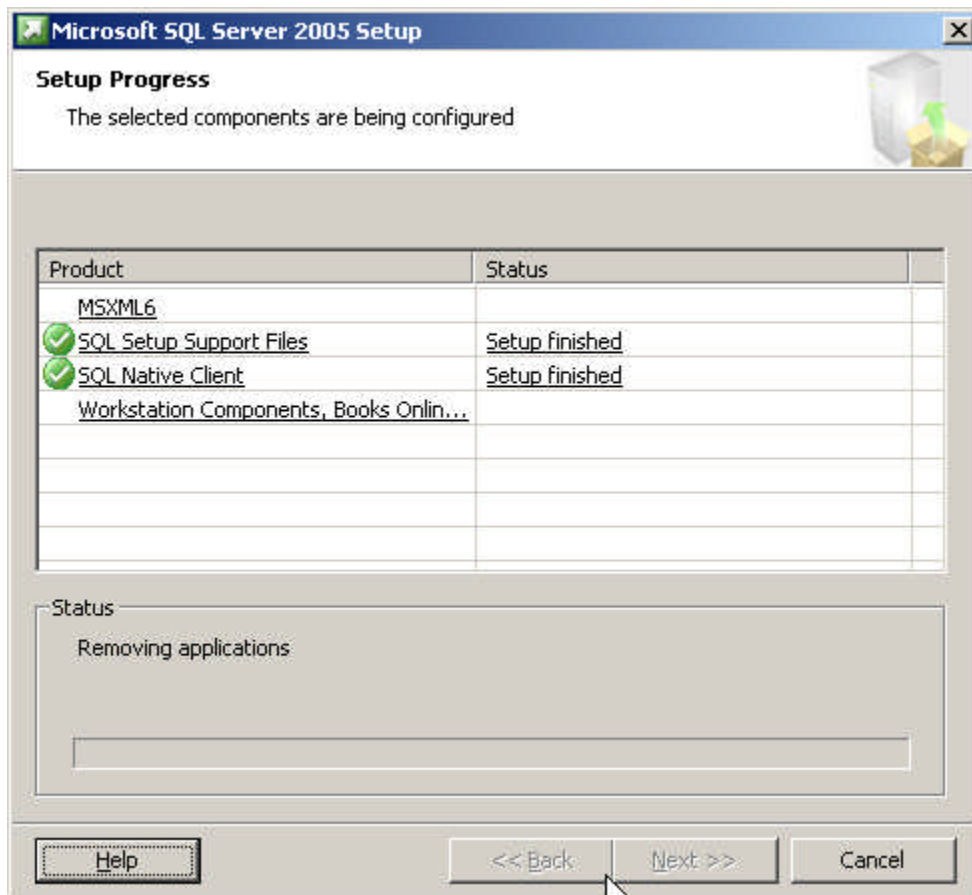 Microsoft SQL Server 2005 Setup
Setup Progress
The selected components are being configured
Product Status
MSXML6
SQL Setup Support Files Setup finished
SQL Native Client Setup finished
Workstation Components, Books Onlin...
Status
Removing applications
Help << Back Next >> Cancel